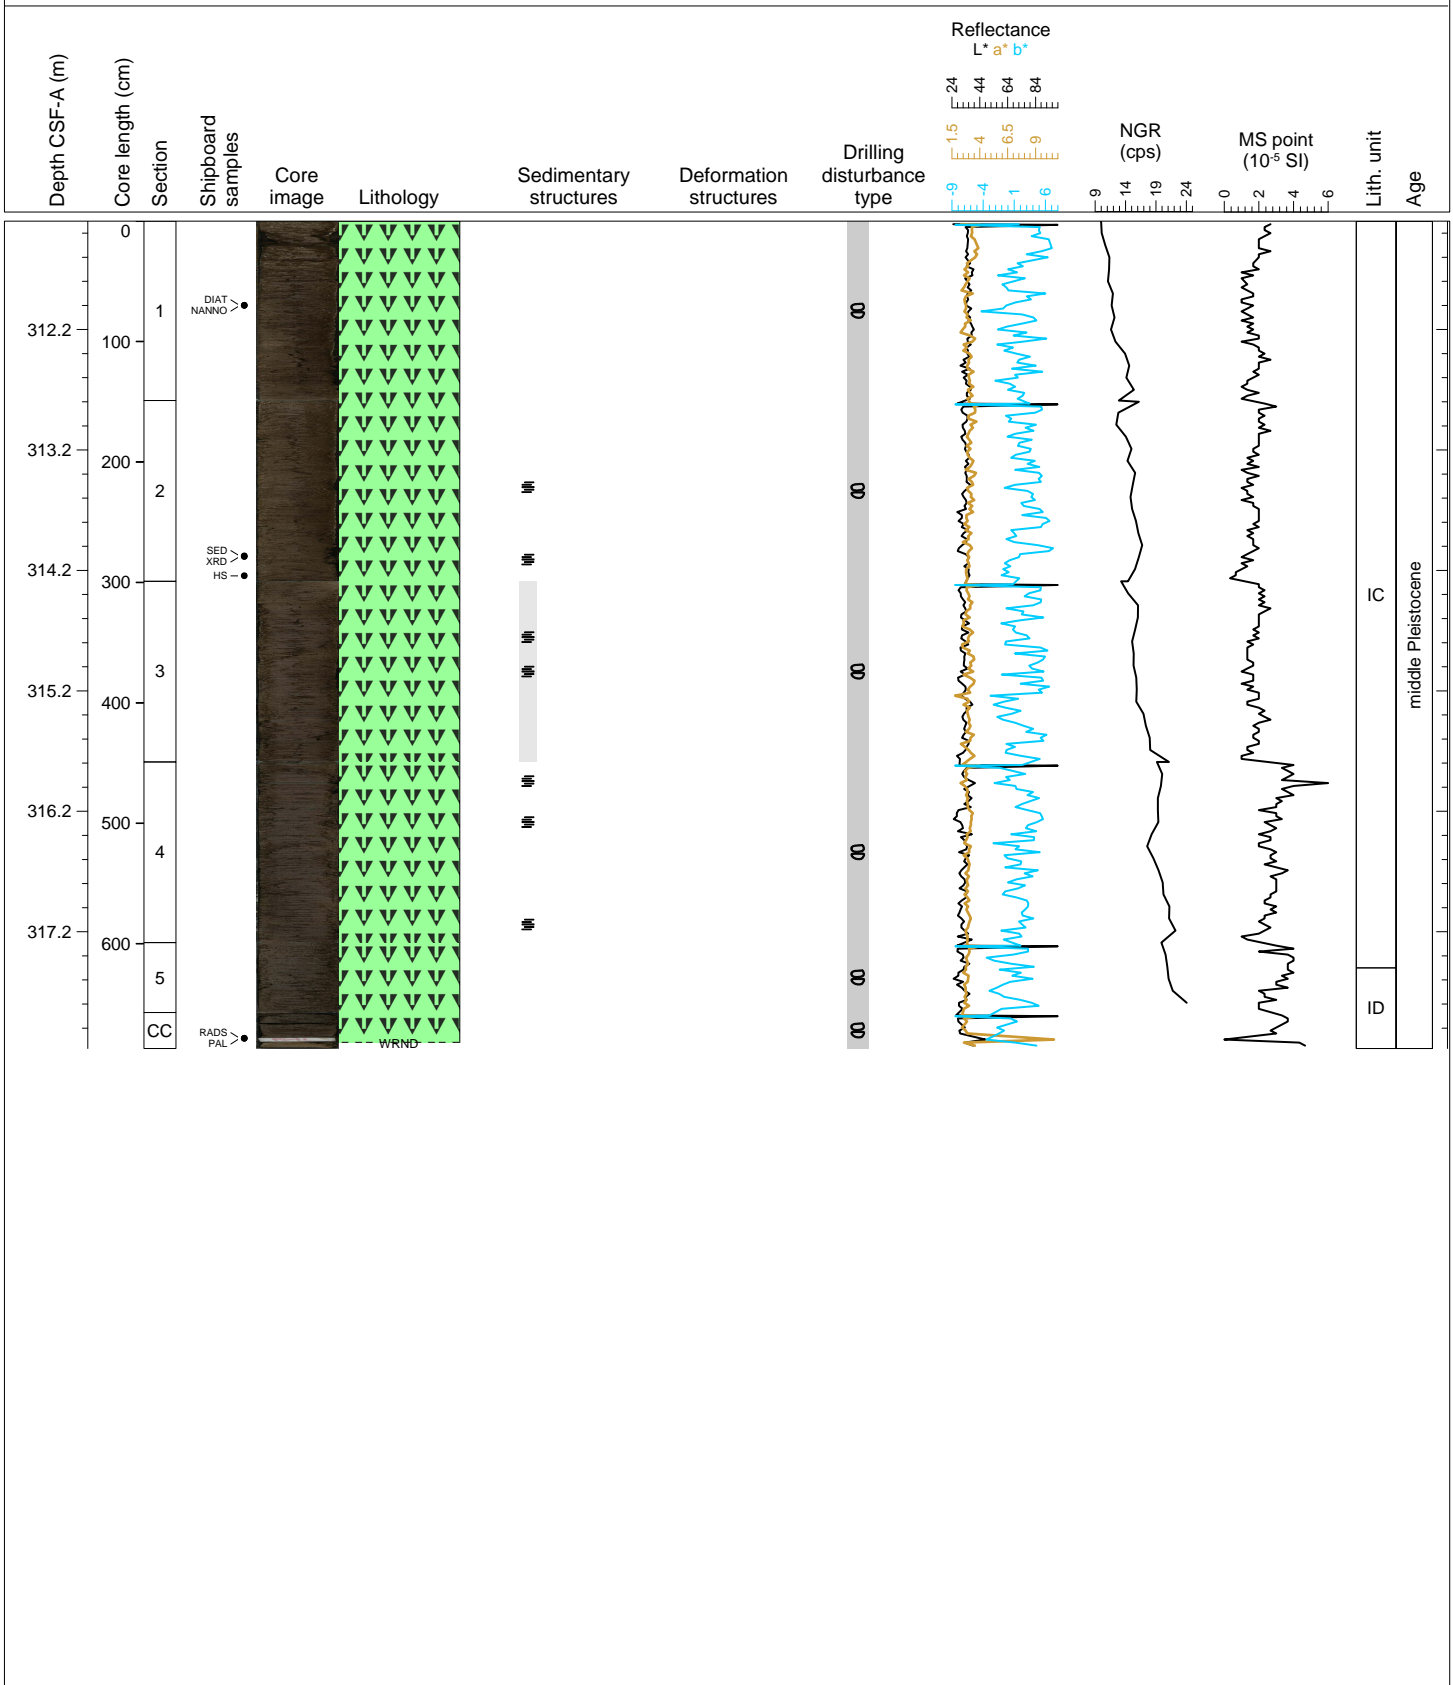 Depth CSF-A (m)
Core length (cm)
Section
Shipboard
samples
Core
image
Lithology
Sedimentary
structures
Deformation
structures
Drilling
disturbance
type
Reflectance
L* a* b*
24 44 64 84
1.5 4 6.5 9
-9 -4 1 6
NGR
(cps)
9 14 19 24
MS point
(10-5 SI)
0 2 4 6
Lith. unit
Age
0
1
DIAT
NANNO
312.2
100
313.2
200
2
SED
XRD
HS
314.2
300
IC
middle Pleistocene
3
315.2
400
316.2
500
4
317.2
600
5
ID
CC
RADS
PAL
WRND